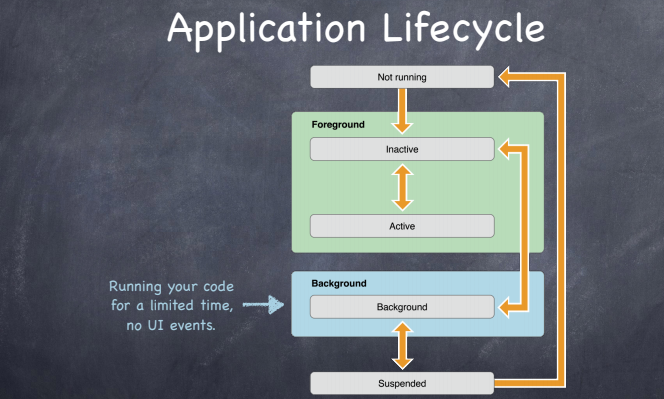 Application Lifecycle
Not running
Foreground
Inactive
Active
Background
Running your code
for a limited time,
no UI events.
Background
Suspended